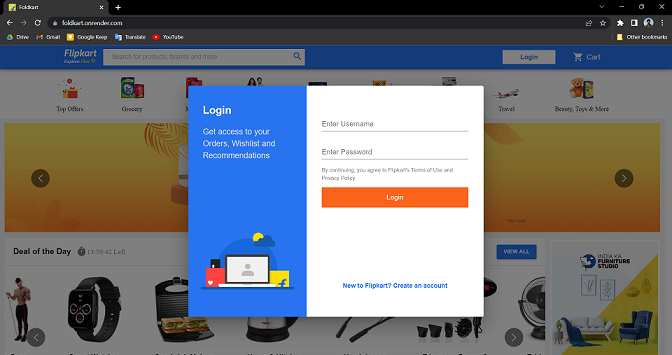 Foldkart
foldkart.onrender.com
Drive
Gmail
Google Keep
Translate
YouTube
Other bookmarks
Flipkart
Explore Plus
Search for products, brands and more
Login
Cart
Top Offers
Grocery
Travel
Beauty, Toys & More
Login
Get access to your
Orders, Wishlist and
Recommendations
Enter Username
Enter Password
By continuing, you agree to Flipkart's Terms of Use and
Privacy Policy.
Login
New to Flipkart? Create an account
Deal of the Day
13:59:42 Left
VIEW ALL
INDIA KA
FURNITURE
STUDIO